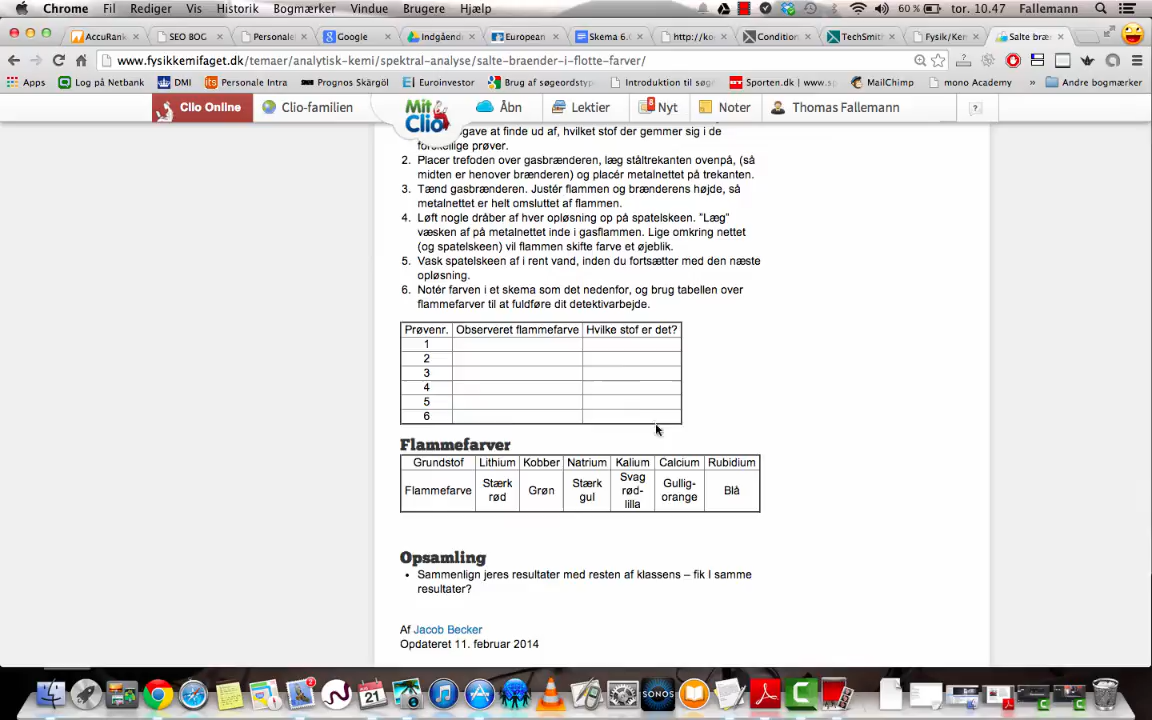 Chrome Fil Rediger Vis Historik Bogmærker Vindue Brugere Hjælp 60 % tor. 10.47 Fallemann
AccuRank SEO BOG Personale Google Indgående European Skema 6. http://ko Condition TechSmith Fysik/Ken Salte bræ
www.fysikkemifaget.dk/temaer/analytisk-kemi/spektral-analyse/salte-braender-i-flotte-farver/
Apps Log på Netbank DMI Personale Intra Prognos Skärgöl Brug af søgeordstyp Euroinvestor Introduktion til søge Sporten.dk / www.sp MailChimp mono Academy » Andre bogmærker
Clio Online Clio-familien Mit Clio Åbn Lektier 8 Nyt Noter Thomas Fallemann ?
gave at finde ud af, hvilket stof der gemmer sig i de
forskellige prøver.
2. Placer trefoden over gasbrænderen, læg ståltrekanten ovenpå, (så
midten er henover brænderen) og placér metalnettet på trekanten.
3. Tænd gasbrænderen. Justér flammen og brænderens højde, så
metalnettet er helt omsluttet af flammen.
4. Løft nogle dråber af hver opløsning op på spatelskeen. "Læg"
væsken af på metalnettet inde i gasflammen. Lige omkring nettet
(og spatelskeen) vil flammen skifte farve et øjeblik.
5. Vask spatelskeen af i rent vand, inden du fortsætter med den næste
opløsning.
6. Notér farven i et skema som det nedenfor, og brug tabellen over
flammefarver til at fuldføre dit detektivarbejde.
Prøvenr. Observeret flammefarve Hvilke stof er det?
1
2
3
4
5
6
Flammefarver
Grundstof Lithium Kobber Natrium Kalium Calcium Rubidium
Flammefarve Stærk rød Grøn Stærk gul Svag rød-lilla Gullig-orange Blå
Opsamling
• Sammenlign jeres resultater med resten af klassens – fik I samme
resultater?
Af Jacob Becker
Opdateret 11. februar 2014
21
SONOS